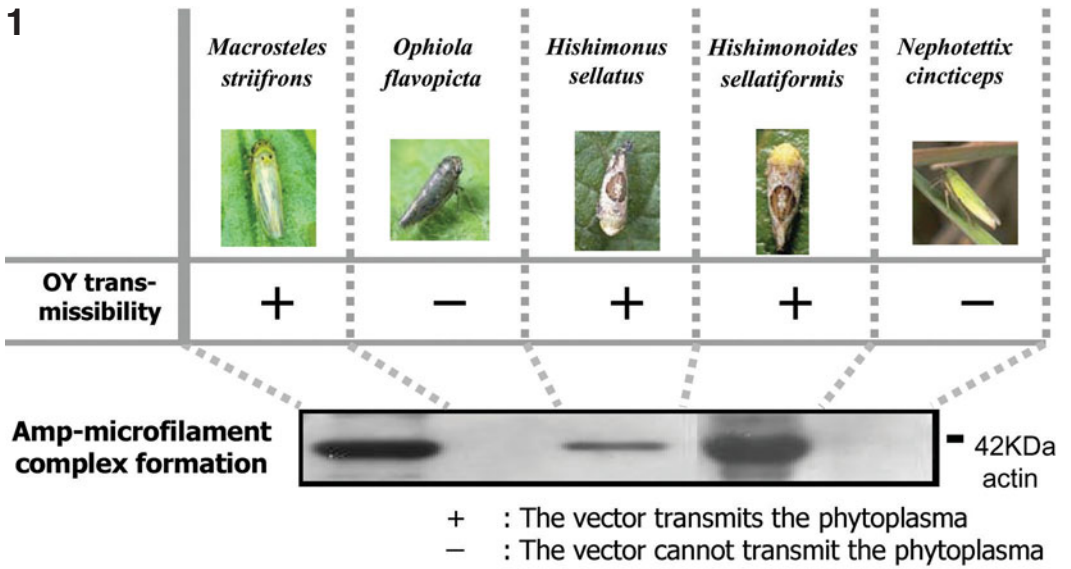 1
Macrosteles
striifrons
Ophiola
flavopicta
Hishimonus
sellatus
Hishimonoides
sellatiformis
Nephotettix
cincticeps
OY trans-
missibility
+
−
+
+
−
Amp-microfilament
complex formation
42KDa
actin
+ : The vector transmits the phytoplasma
− : The vector cannot transmit the phytoplasma